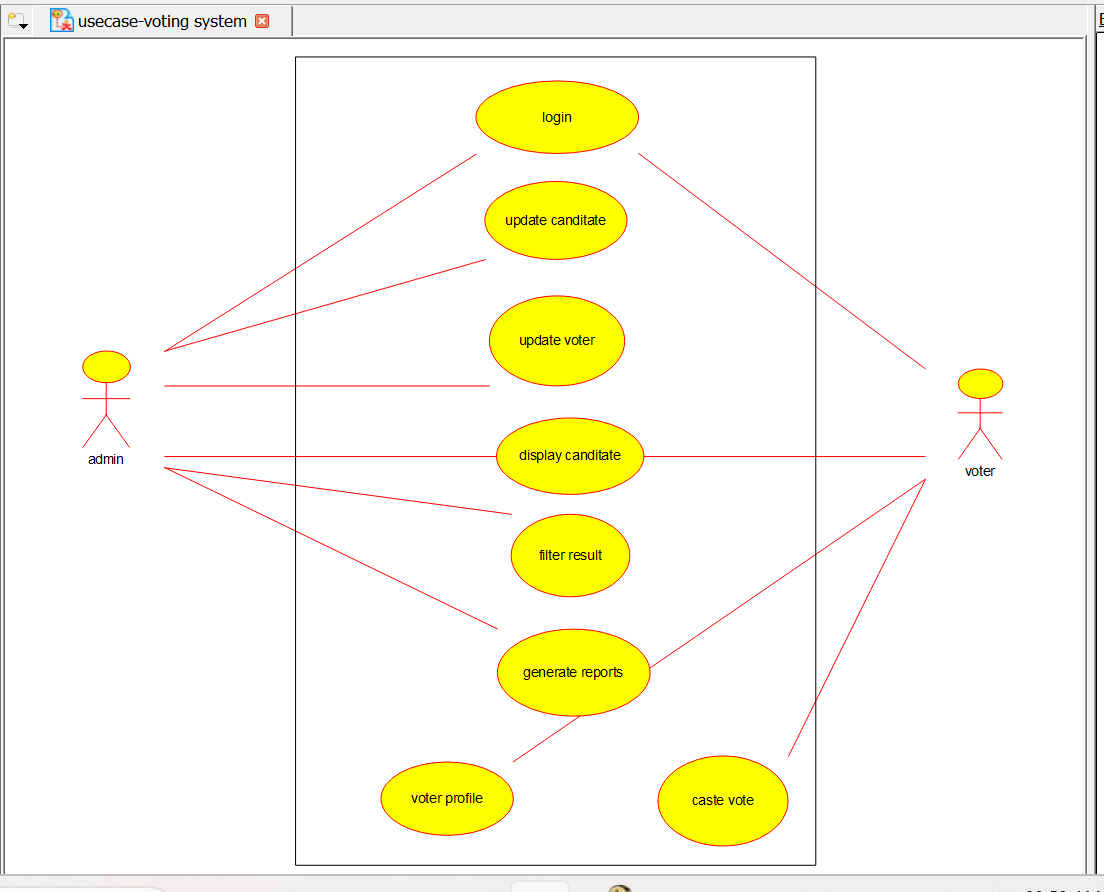 usecase-voting system
login
update canditate
update voter
admin
display canditate
voter
filter result
generate reports
voter profile
caste vote